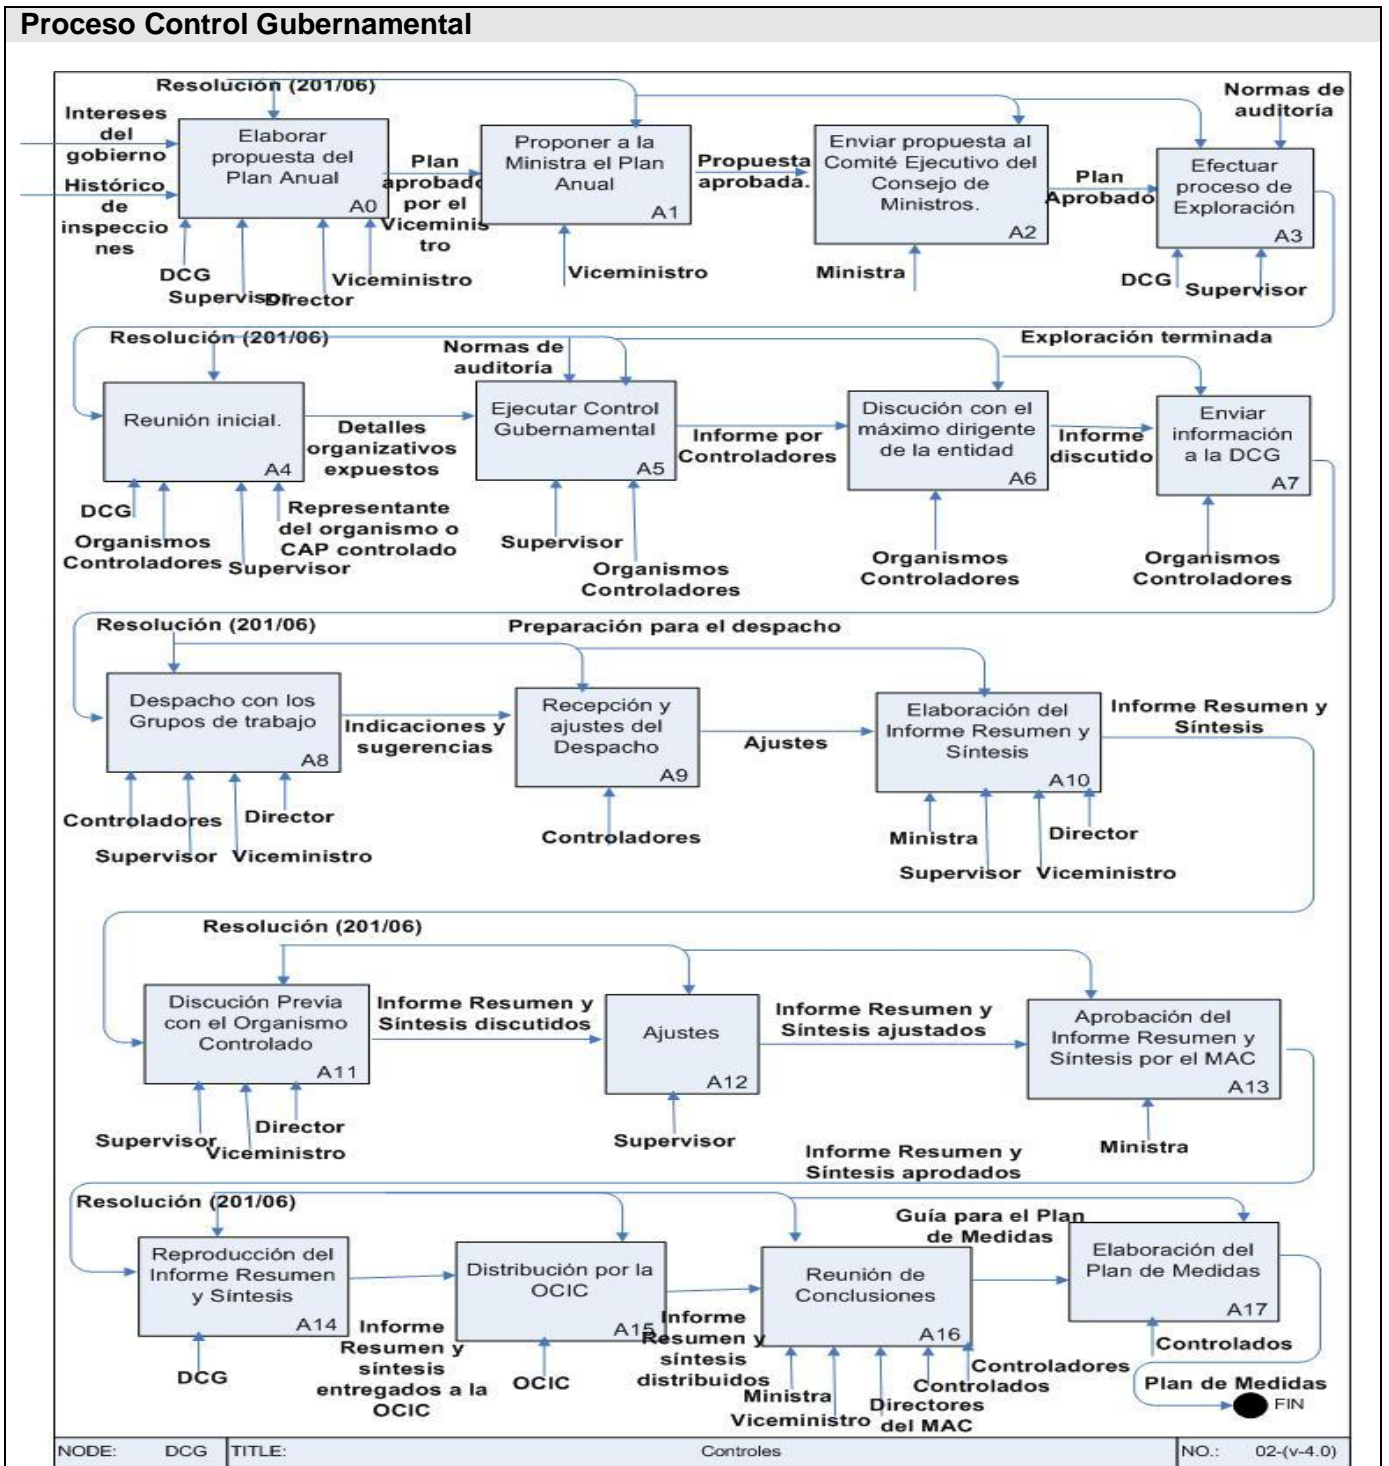 Proceso Control Gubernamental
Resolución (201/06)
Normas de
auditoría
Intereses
del
gobierno
Histórico
de
inspeccio
nes
Elaborar
propuesta del
Plan Anual
A0
Plan
aprobado
por el
Viceminis
tro
Proponer a la
Ministra el Plan
Anual
A1
Propuesta
aprobada.
Enviar propuesta al
Comité Ejecutivo del
Consejo de
Ministros.
A2
Plan
Aprobado
Efectuar
proceso de
Exploración
A3
DCG
Supervisor
Director
Viceministro
Viceministro
Ministra
DCG
Supervisor
Resolución (201/06)
Normas de
auditoría
Exploración terminada
Reunión inicial.
A4
Detalles
organizativos
expuestos
Ejecutar Control
Gubernamental
A5
Informe por
Controladores
Discución con el
máximo dirigente
de la entidad
A6
Informe
discutido
Enviar
información
a la DCG
A7
DCG
Organismos
Controladores
Supervisor
Representante
del organismo o
CAP controlado
Supervisor
Organismos
Controladores
Organismos
Controladores
Organismos
Controladores
Resolución (201/06)
Preparación para el despacho
Despacho con los
Grupos de trabajo
A8
Indicaciones y
sugerencias
Recepción y
ajustes del
Despacho
A9
Ajustes
Elaboración del
Informe Resumen y
Síntesis
A10
Informe Resumen y
Síntesis
Controladores
Supervisor
Viceministro
Director
Controladores
Ministra
Supervisor
Viceministro
Director
Resolución (201/06)
Discución Previa
con el Organismo
Controlado
A11
Informe Resumen y
Síntesis discutidos
Ajustes
A12
Informe Resumen y
Síntesis ajustados
Aprobación del
Informe Resumen y
Síntesis por el MAC
A13
Supervisor
Viceministro
Director
Supervisor
Ministra
Informe Resumen y
Síntesis aprodados
Resolución (201/06)
Reproducción del
Informe Resumen
y Síntesis
A14
Informe
Resumen y
síntesis
entregados a la
OCIC
Distribución por la
OCIC
A15
Informe
Resumen y
síntesis
distribuidos
Reunión de
Conclusiones
A16
Guía para el Plan
de Medidas
Elaboración del
Plan de Medidas
A17
DCG
OCIC
Ministra
Viceministro
Directores
del MAC
Controlados
Controladores
Controlados
Plan de Medidas
FIN
NODE: DCG TITLE: Controles NO.: 02-(v-4.0)